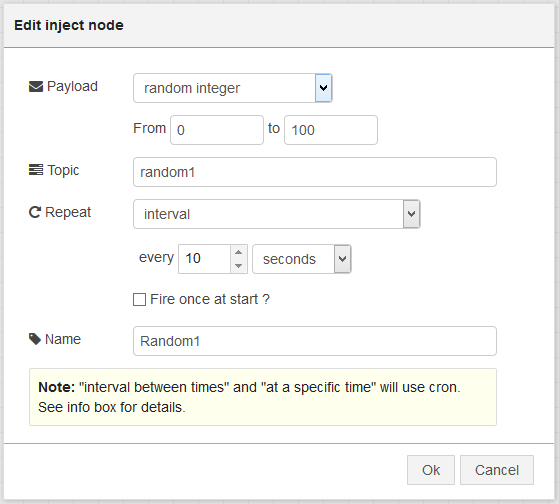 Edit inject node
Payload random integer
From 0 to 100
Topic random1
Repeat interval
every 10 seconds
Fire once at start ?
Name Random1
Note: "interval between times" and "at a specific time" will use cron.
See info box for details.
Ok Cancel